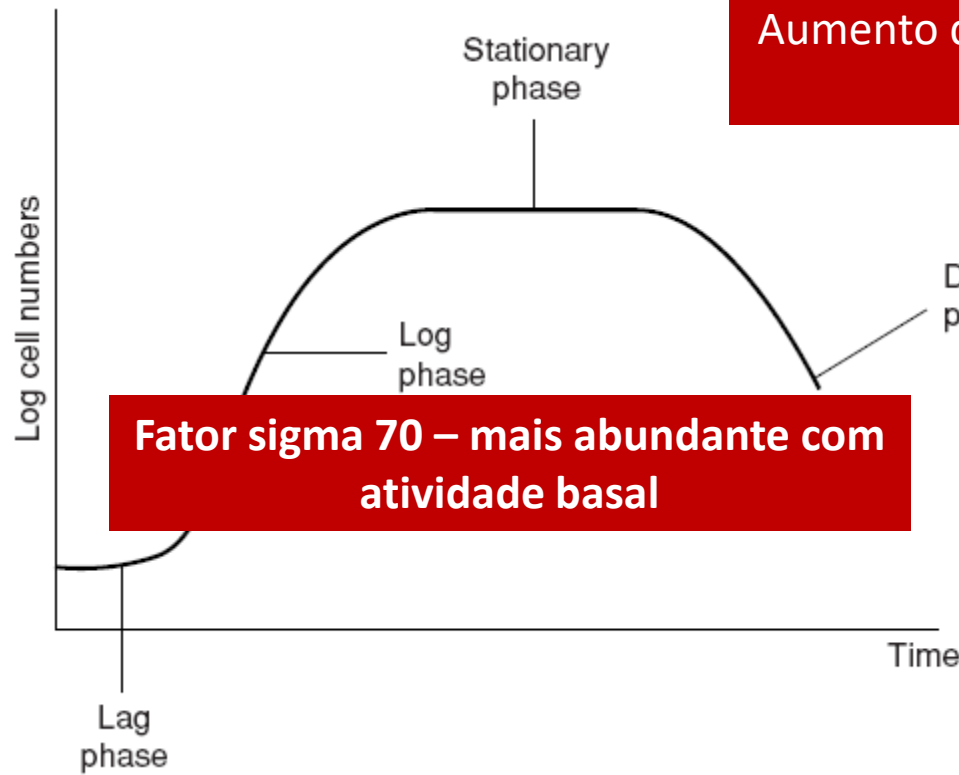 Aumento
Stationary
phase
Log cell numbers
Log
phase
Fator sigma 70 – mais abundante com
atividade basal
Time
Lag
phase